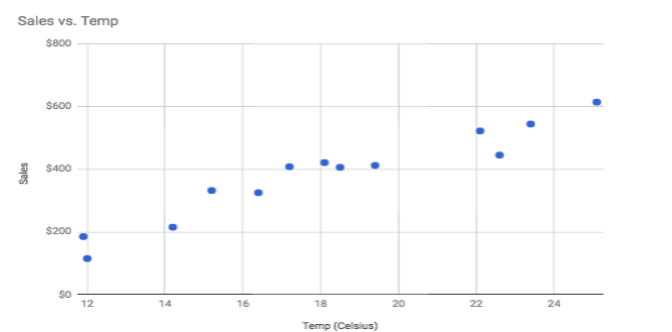 Sales vs. Temp
$800
$600
$400
$200
$0
Sales
12 14 16 18 20 22 24
Temp (Celsius)